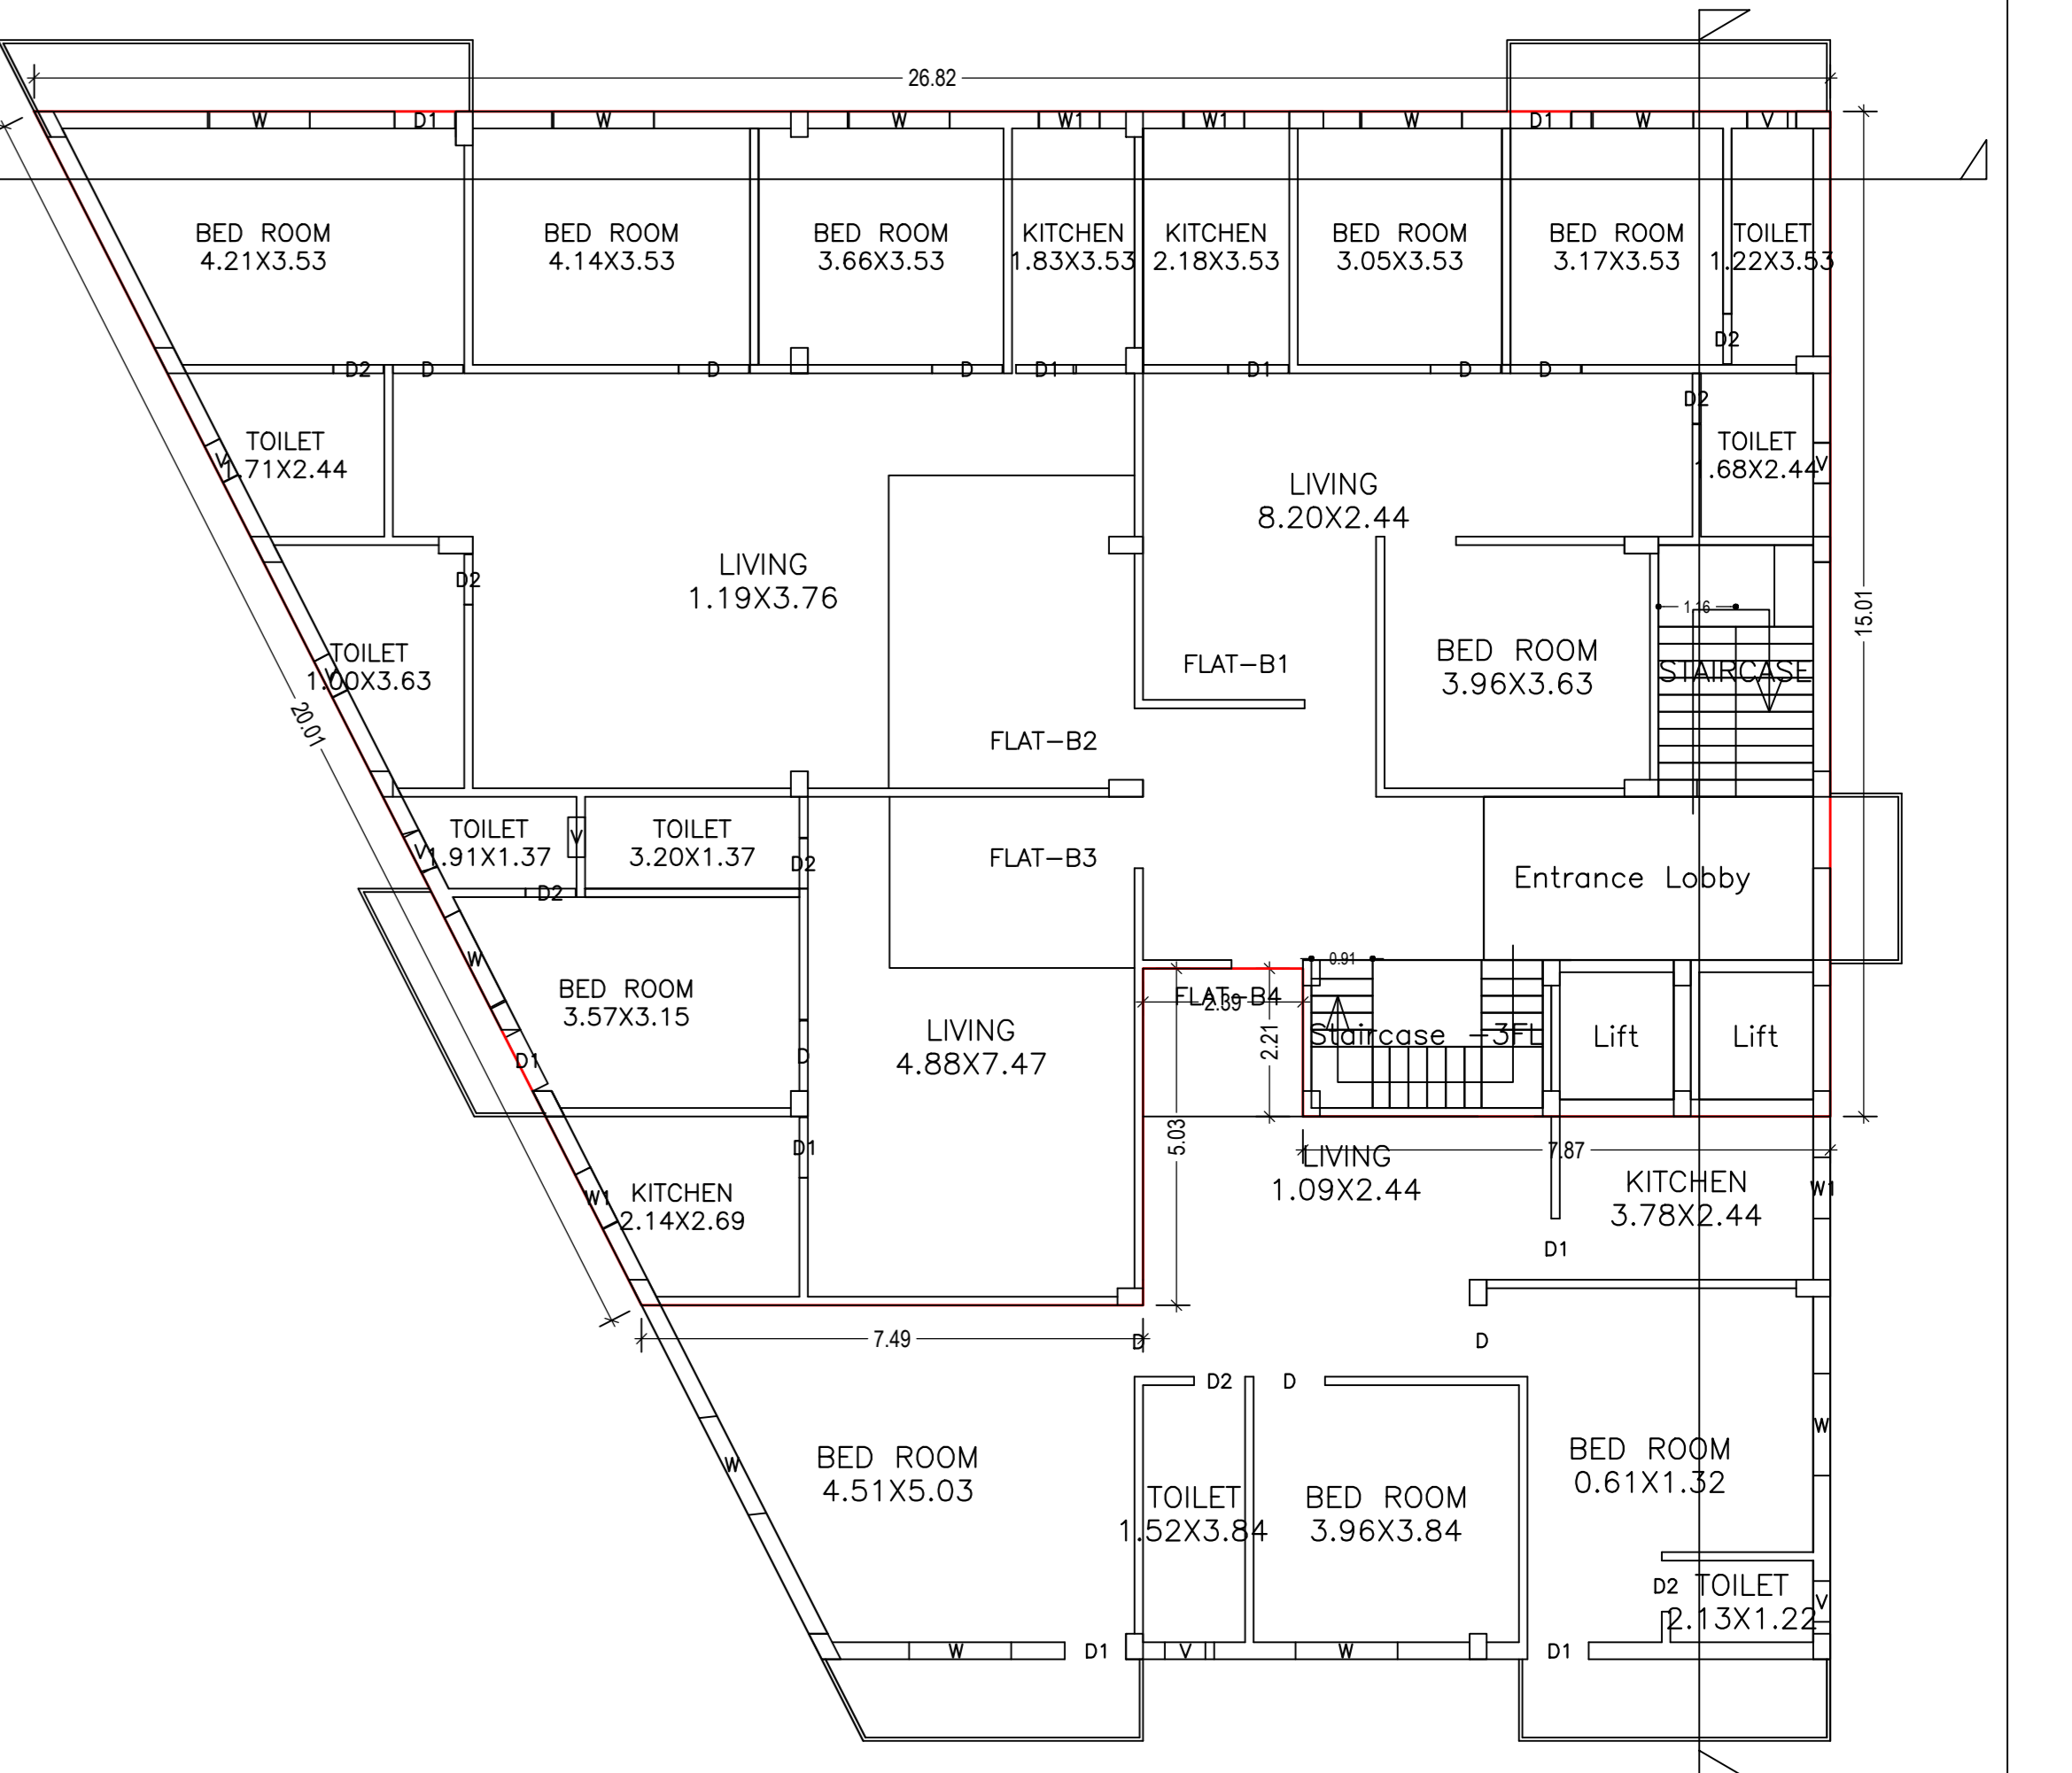 26.82
W
D1
W
W
W1
W1
W
D1
W
V
BED ROOM
4.21X3.53
BED ROOM
4.14X3.53
BED ROOM
3.66X3.53
KITCHEN
1.83X3.53
KITCHEN
2.18X3.53
BED ROOM
3.05X3.53
BED ROOM
3.17X3.53
TOILET
1.22X3.53
D2
D2
D
D
D
D1
D1
D
D
D2
TOILET
1.71X2.44
V
LIVING
8.20X2.44
TOILET
1.68X2.44
V
LIVING
1.19X3.76
D2
1.16
15.01
TOILET
1.00X3.63
V
20.01
FLAT-B1
BED ROOM
3.96X3.63
STAIRCASE
FLAT-B2
TOILET
1.91X1.37
V
V
TOILET
3.20X1.37
D2
FLAT-B3
Entrance Lobby
D2
W
BED ROOM
3.57X3.15
D1
D
LIVING
4.88X7.47
0.91
FLAT-B4
2.39
2.21
Staircase -3FL
Lift
Lift
5.03
D1
7.87
LIVING
1.09X2.44
KITCHEN
3.78X2.44
W1
KITCHEN
2.14X2.69
W1
D1
7.49
D
D
D2
D
W
BED ROOM
4.51X5.03
W
TOILET
1.52X3.84
BED ROOM
3.96X3.84
BED ROOM
0.61X1.32
D2
TOILET
2.13X1.22
V
W
D1
V
W
D1